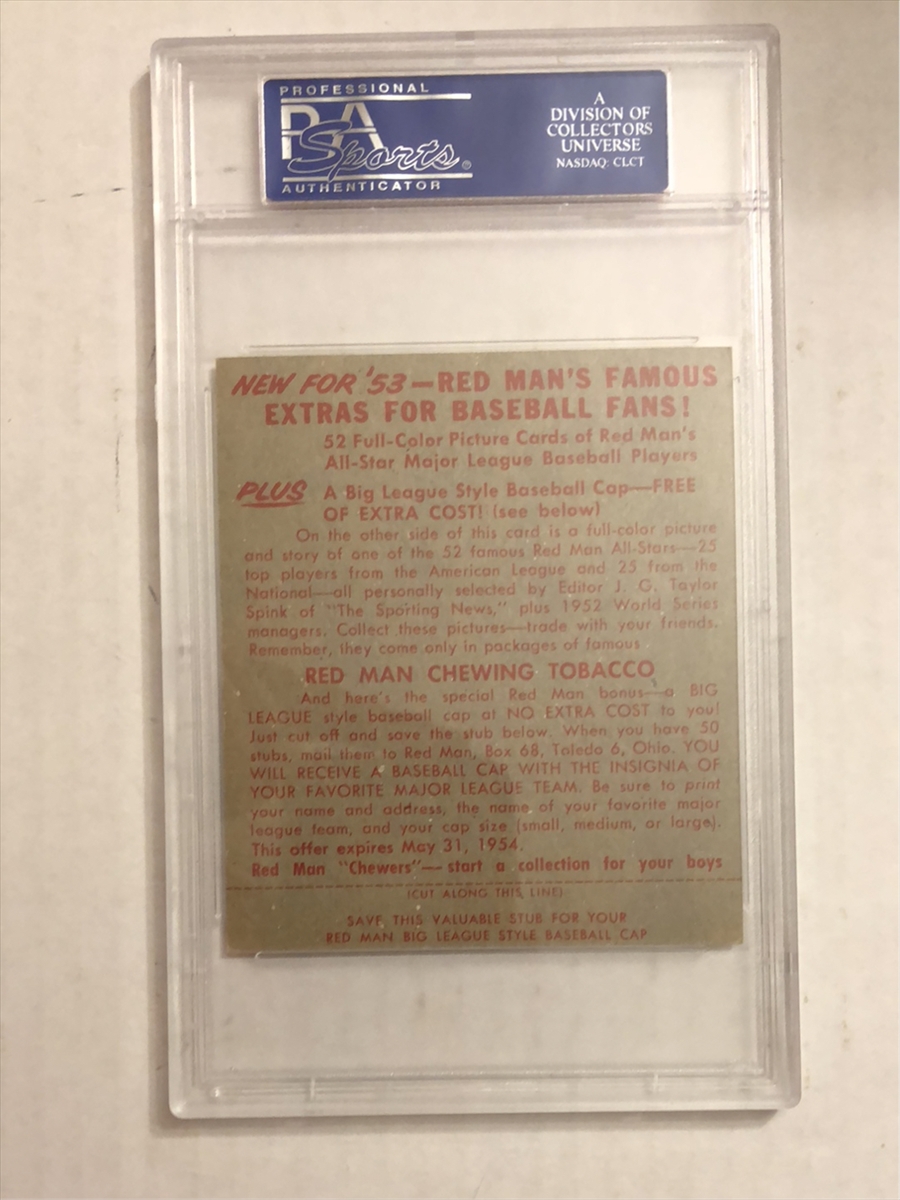 PROFESSIONAL
PSA
Sports®
AUTHENTICATOR
A
DIVISION OF
COLLECTORS
UNIVERSE
NASDAQ: CLCT
NEW FOR '53—RED MAN'S FAMOUS
EXTRAS FOR BASEBALL FANS!
52 Full-Color Picture Cards of Red Man's
All-Star Major League Baseball Players
PLUS A Big League Style Baseball Cap—FREE
OF EXTRA COST! (see below)
On the other side of this card is a full-color picture
and story of one of the 52 famous Red Man All-Stars—25
top players from the American League and 25 from the
National—all personally selected by Editor J. G. Taylor
Spink of "The Sporting News," plus 1952 World Series
managers. Collect these pictures—trade with your friends.
Remember, they come only in packages of famous
RED MAN CHEWING TOBACCO
And here's the special Red Man bonus—a BIG
LEAGUE style baseball cap at NO EXTRA COST to you!
Just cut off and save the stub below. When you have 50
stubs, mail them to Red Man, Box 68, Toledo 6, Ohio. YOU
WILL RECEIVE A BASEBALL CAP WITH THE INSIGNIA OF
YOUR FAVORITE MAJOR LEAGUE TEAM. Be sure to print
your name and address, the name of your favorite major
league team, and your cap size (small, medium, or large).
This offer expires May 31, 1954.
Red Man "Chewers"—start a collection for your boys
(CUT ALONG THIS LINE)
SAVE THIS VALUABLE STUB FOR YOUR
RED MAN BIG LEAGUE STYLE BASEBALL CAP